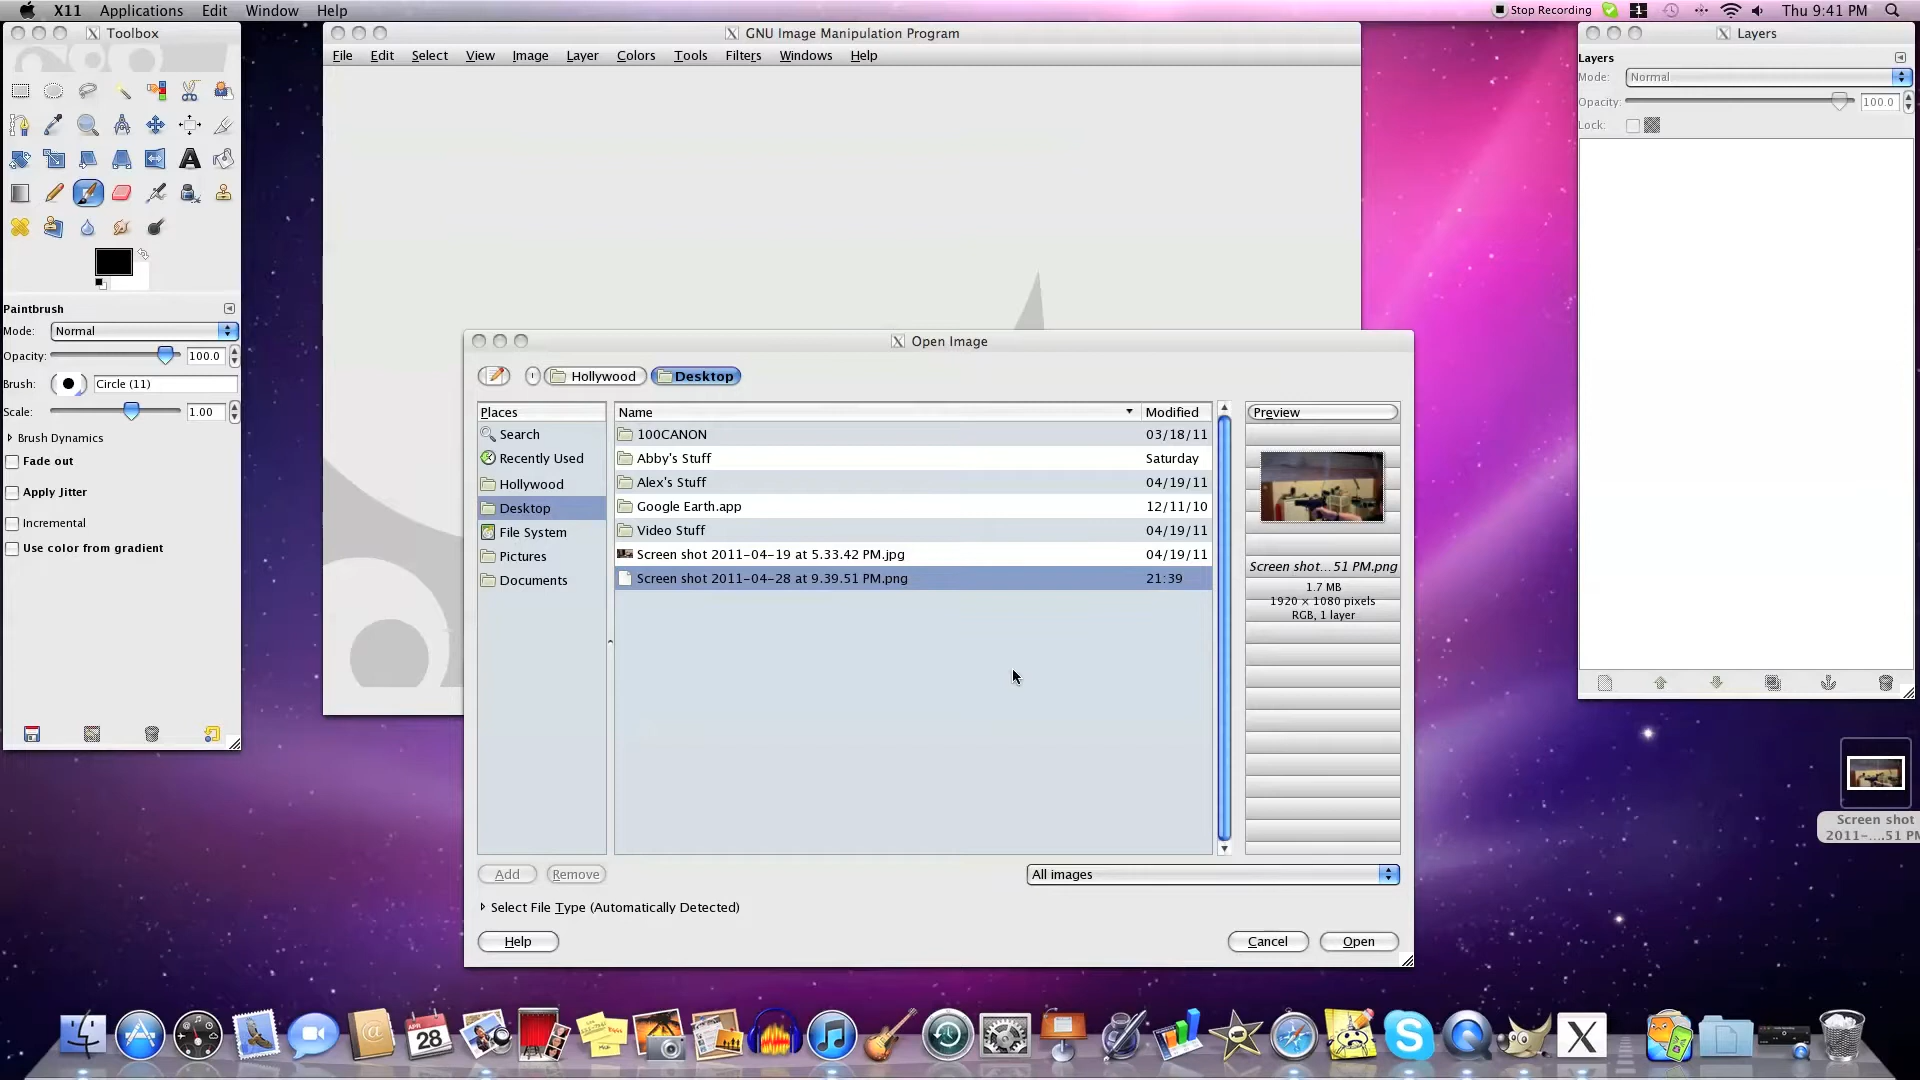 X11 Applications Edit Window Help
Stop Recording 1 Thu 9:41 PM
Toolbox
GNU Image Manipulation Program
File Edit Select View Image Layer Colors Tools Filters Windows Help
Paintbrush
Mode: Normal
Opacity: 100.0
Brush: Circle (11)
Scale: 1.00
Brush Dynamics
Fade out
Apply Jitter
Incremental
Use color from gradient
Open Image
Hollywood Desktop
Places
Search
Recently Used
Hollywood
Desktop
File System
Pictures
Documents
Name Modified
100CANON 03/18/11
Abby's Stuff Saturday
Alex's Stuff 04/19/11
Google Earth.app 12/11/10
Video Stuff 04/19/11
Screen shot 2011-04-19 at 5.33.42 PM.jpg 04/19/11
Screen shot 2011-04-28 at 9.39.51 PM.png 21:39
Preview
Screen shot...51 PM.png
1.7 MB
1920 × 1080 pixels
RGB, 1 layer
Add Remove
All images
Select File Type (Automatically Detected)
Help Cancel Open
Layers
Layers
Mode: Normal
Opacity: 100.0
Lock:
Screen shot
2011-....51 PM
APR
28